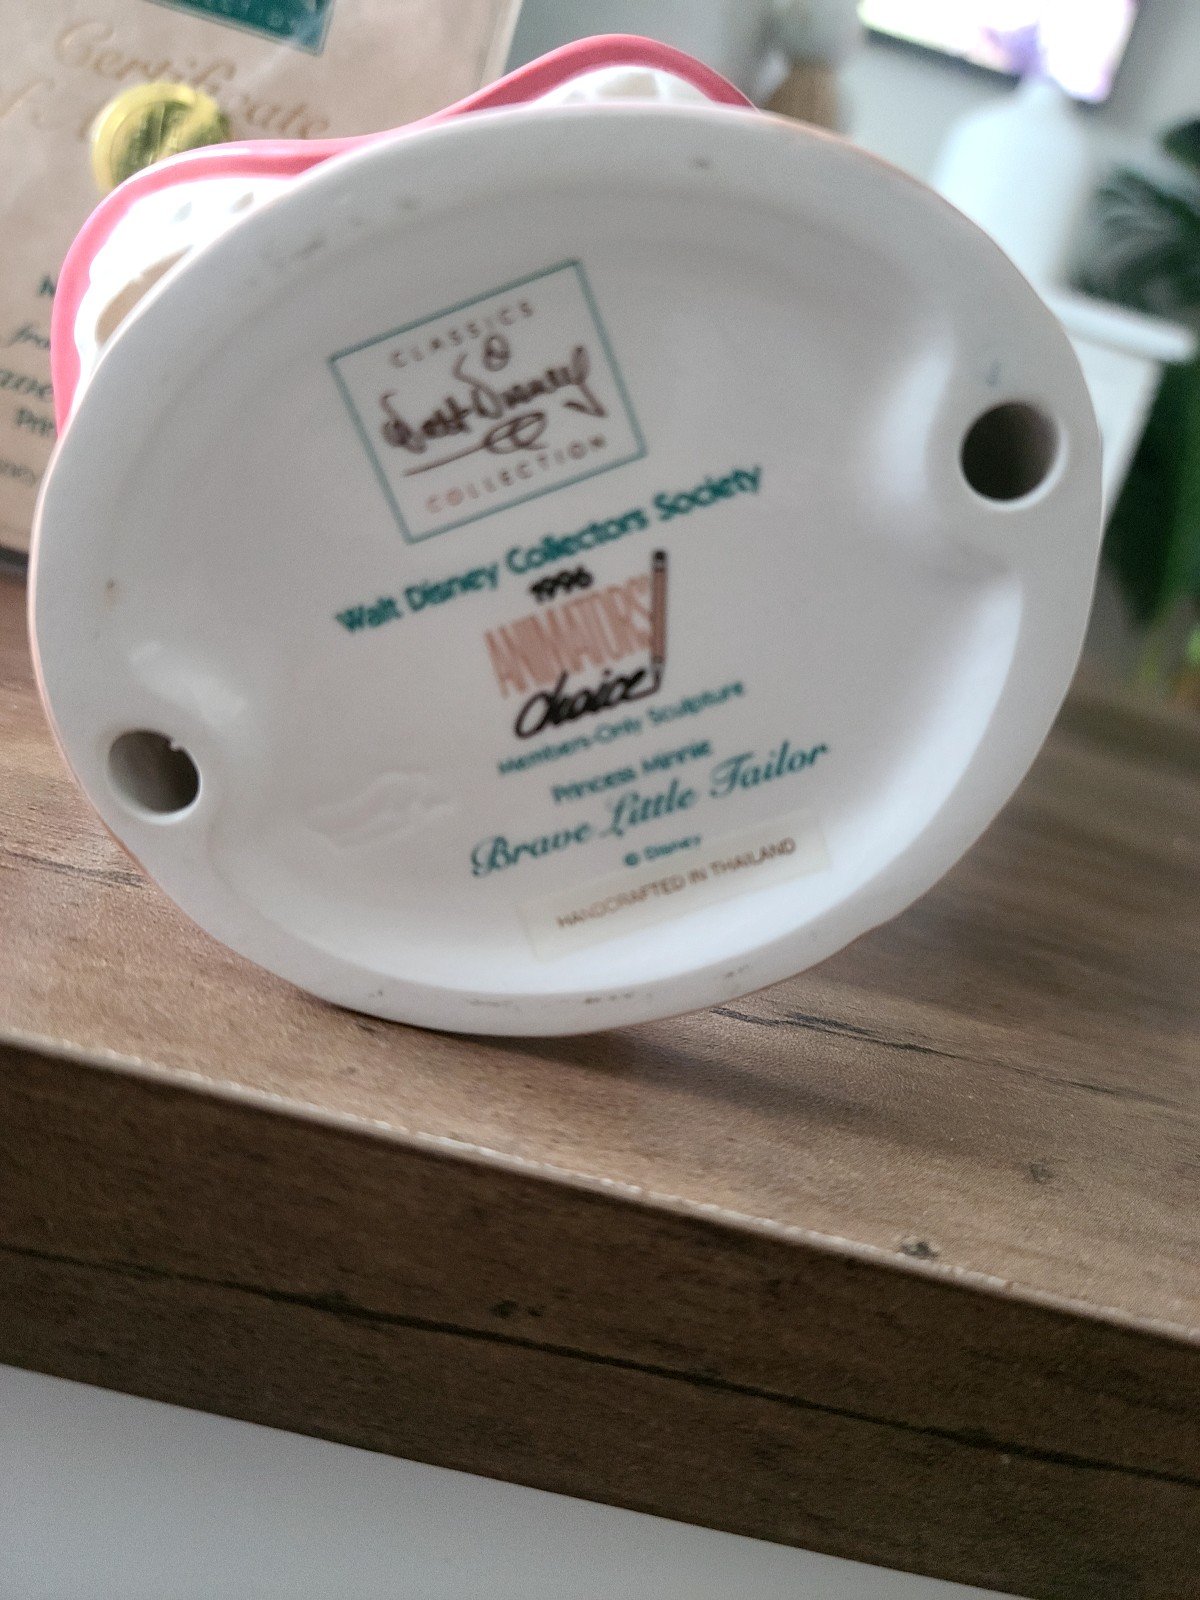 Certificate
CLASSICS
Walt Disney
COLLECTION
Walt Disney Collectors Society
1996
ANIMATORS'
Choice
Members-Only Sculpture
Princess Minnie
Brave Little Tailor
© Disney
HANDCRAFTED IN THAILAND